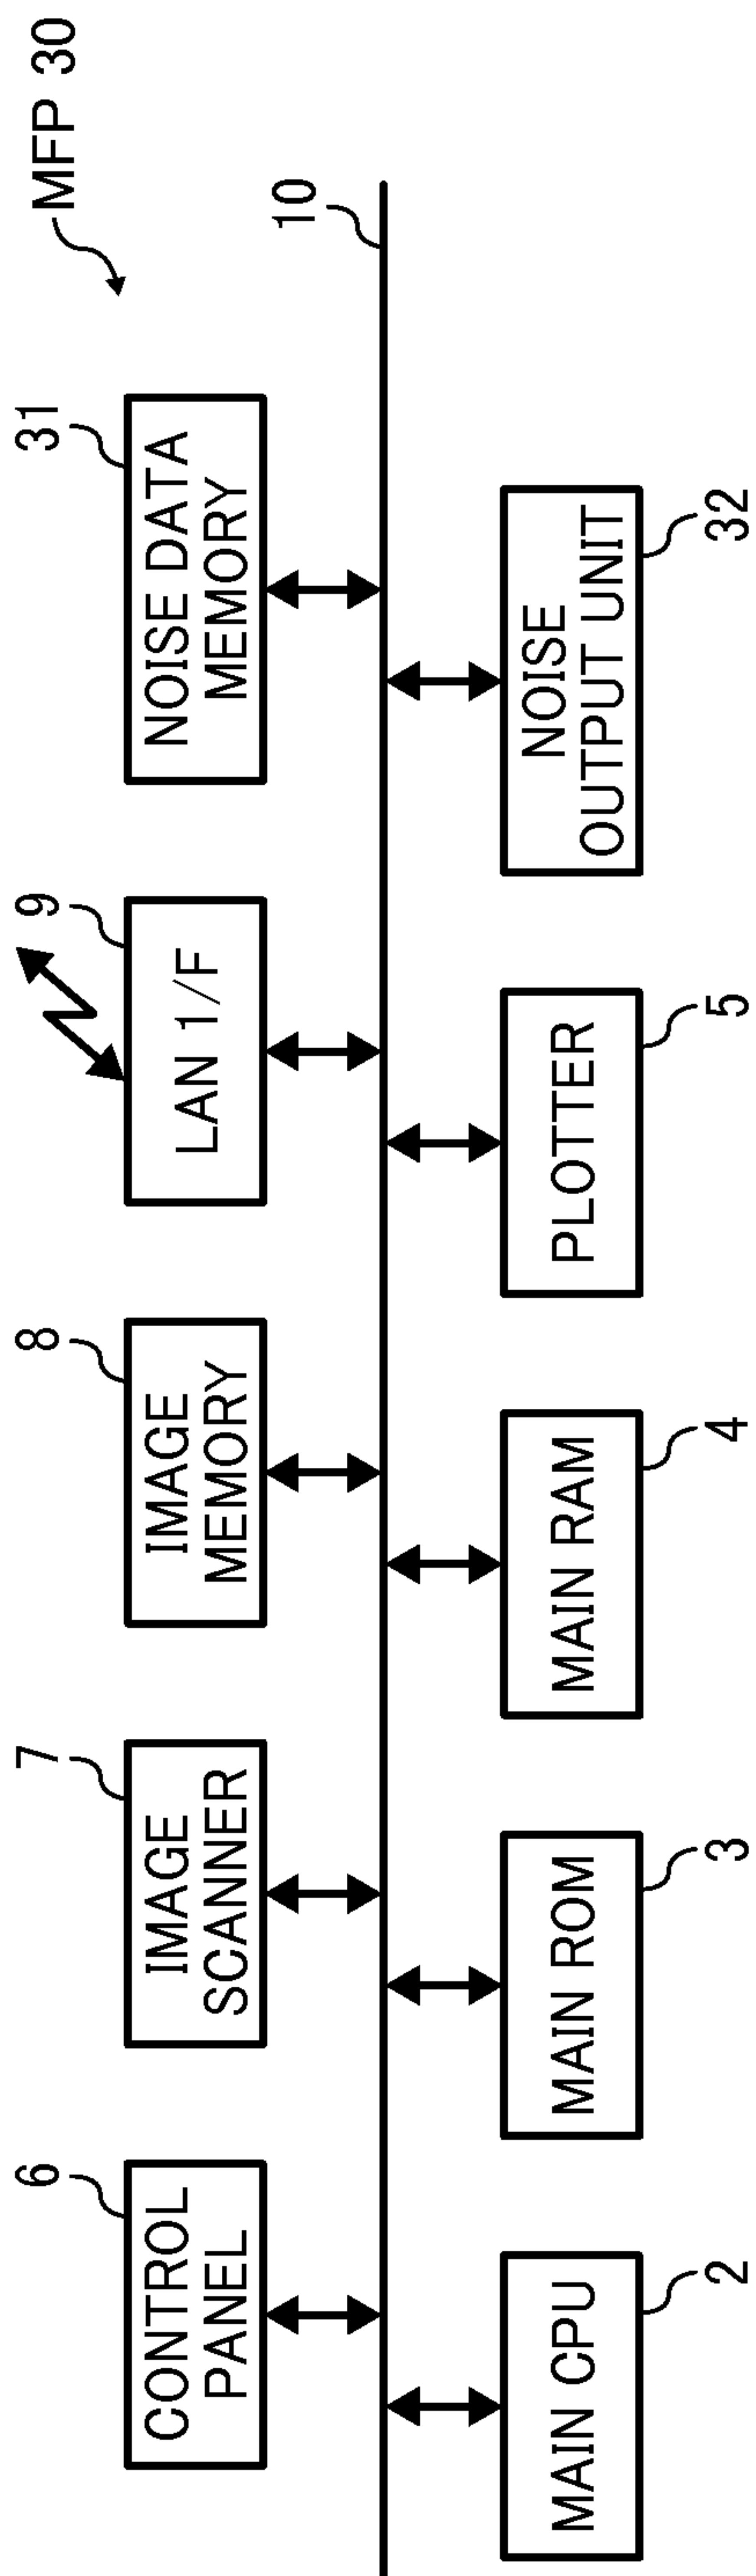 MFP 30
6
CONTROL
PANEL
7
IMAGE
SCANNER
8
IMAGE
MEMORY
9
LAN 1/F
31
NOISE DATA
MEMORY
10
MAIN CPU
2
MAIN ROM
3
MAIN RAM
4
PLOTTER
5
NOISE
OUTPUT UNIT
32